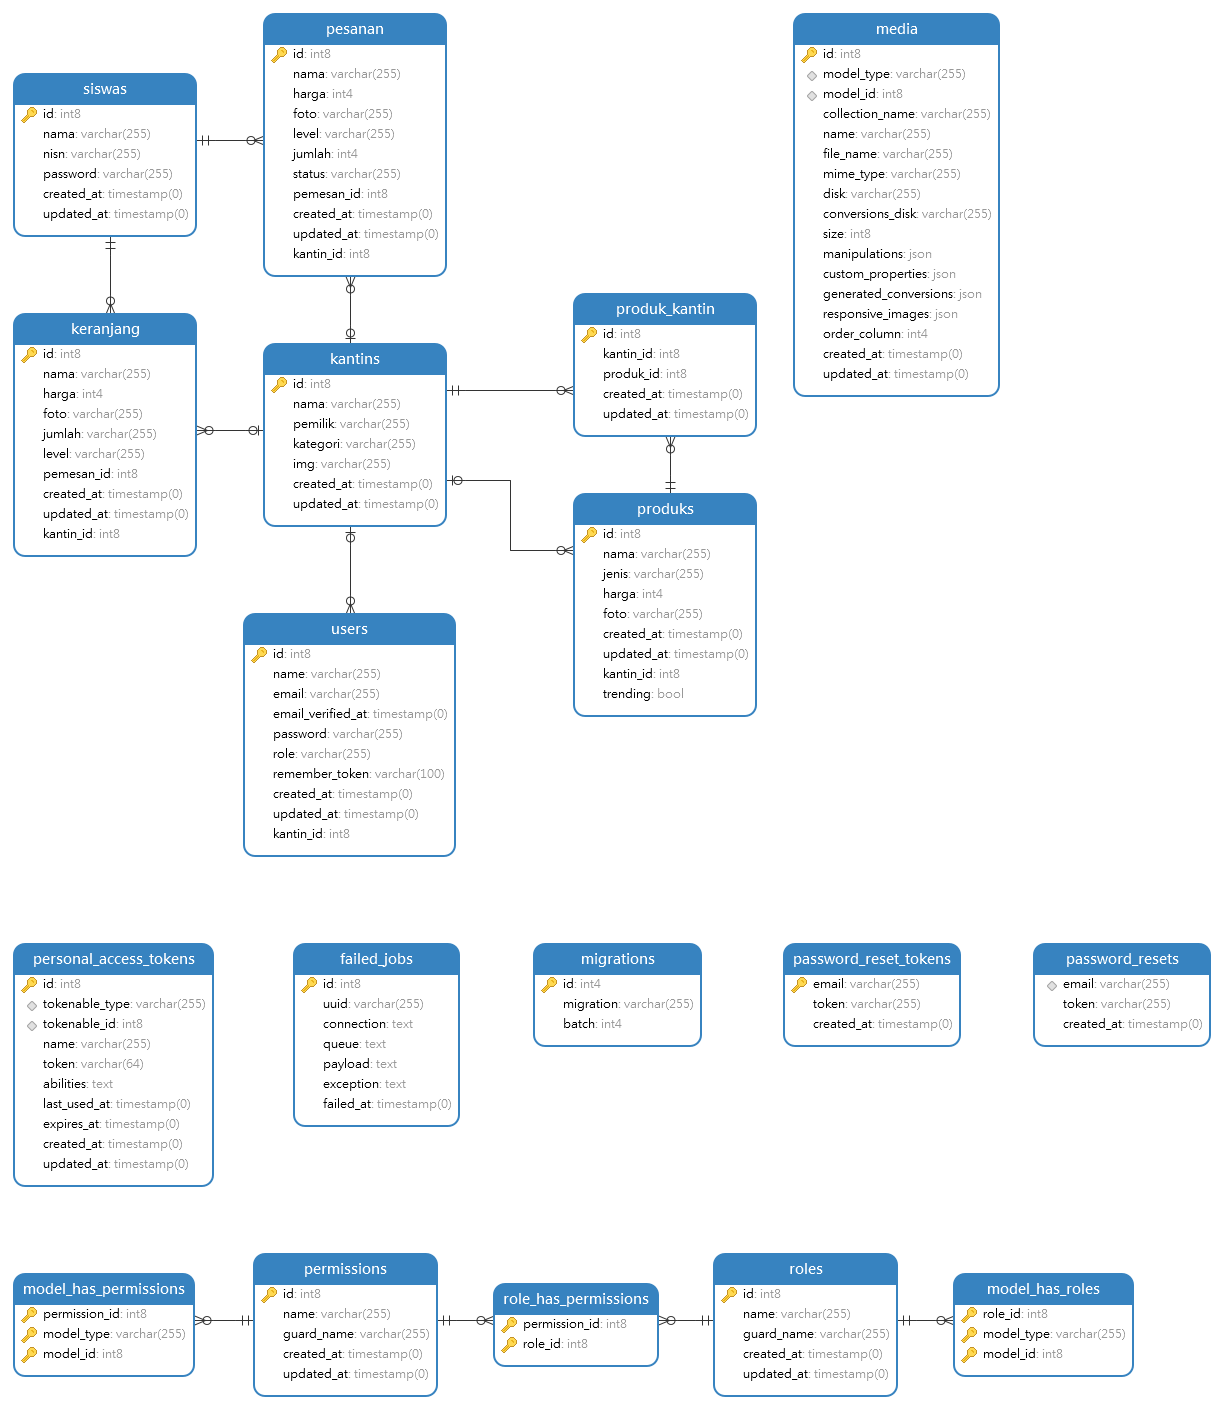 pesanan
id: int8
nama: varchar(255)
harga: int4
foto: varchar(255)
level: varchar(255)
jumlah: int4
status: varchar(255)
pemesan_id: int8
created_at: timestamp(0)
updated_at: timestamp(0)
kantin_id: int8
media
id: int8
model_type: varchar(255)
model_id: int8
collection_name: varchar(255)
name: varchar(255)
file_name: varchar(255)
mime_type: varchar(255)
disk: varchar(255)
conversions_disk: varchar(255)
size: int8
manipulations: json
custom_properties: json
generated_conversions: json
responsive_images: json
order_column: int4
created_at: timestamp(0)
updated_at: timestamp(0)
siswas
id: int8
nama: varchar(255)
nisn: varchar(255)
password: varchar(255)
created_at: timestamp(0)
updated_at: timestamp(0)
keranjang
id: int8
nama: varchar(255)
harga: int4
foto: varchar(255)
jumlah: varchar(255)
level: varchar(255)
pemesan_id: int8
created_at: timestamp(0)
updated_at: timestamp(0)
kantin_id: int8
kantins
id: int8
nama: varchar(255)
pemilik: varchar(255)
kategori: varchar(255)
img: varchar(255)
created_at: timestamp(0)
updated_at: timestamp(0)
produk_kantin
id: int8
kantin_id: int8
produk_id: int8
created_at: timestamp(0)
updated_at: timestamp(0)
produks
id: int8
nama: varchar(255)
jenis: varchar(255)
harga: int4
foto: varchar(255)
created_at: timestamp(0)
updated_at: timestamp(0)
kantin_id: int8
trending: bool
users
id: int8
name: varchar(255)
email: varchar(255)
email_verified_at: timestamp(0)
password: varchar(255)
role: varchar(255)
remember_token: varchar(100)
created_at: timestamp(0)
updated_at: timestamp(0)
kantin_id: int8
personal_access_tokens
id: int8
tokenable_type: varchar(255)
tokenable_id: int8
name: varchar(255)
token: varchar(64)
abilities: text
last_used_at: timestamp(0)
expires_at: timestamp(0)
created_at: timestamp(0)
updated_at: timestamp(0)
failed_jobs
id: int8
uuid: varchar(255)
connection: text
queue: text
payload: text
exception: text
failed_at: timestamp(0)
migrations
id: int4
migration: varchar(255)
batch: int4
password_reset_tokens
email: varchar(255)
token: varchar(255)
created_at: timestamp(0)
password_resets
email: varchar(255)
token: varchar(255)
created_at: timestamp(0)
model_has_permissions
permission_id: int8
model_type: varchar(255)
model_id: int8
permissions
id: int8
name: varchar(255)
guard_name: varchar(255)
created_at: timestamp(0)
updated_at: timestamp(0)
role_has_permissions
permission_id: int8
role_id: int8
roles
id: int8
name: varchar(255)
guard_name: varchar(255)
created_at: timestamp(0)
updated_at: timestamp(0)
model_has_roles
role_id: int8
model_type: varchar(255)
model_id: int8